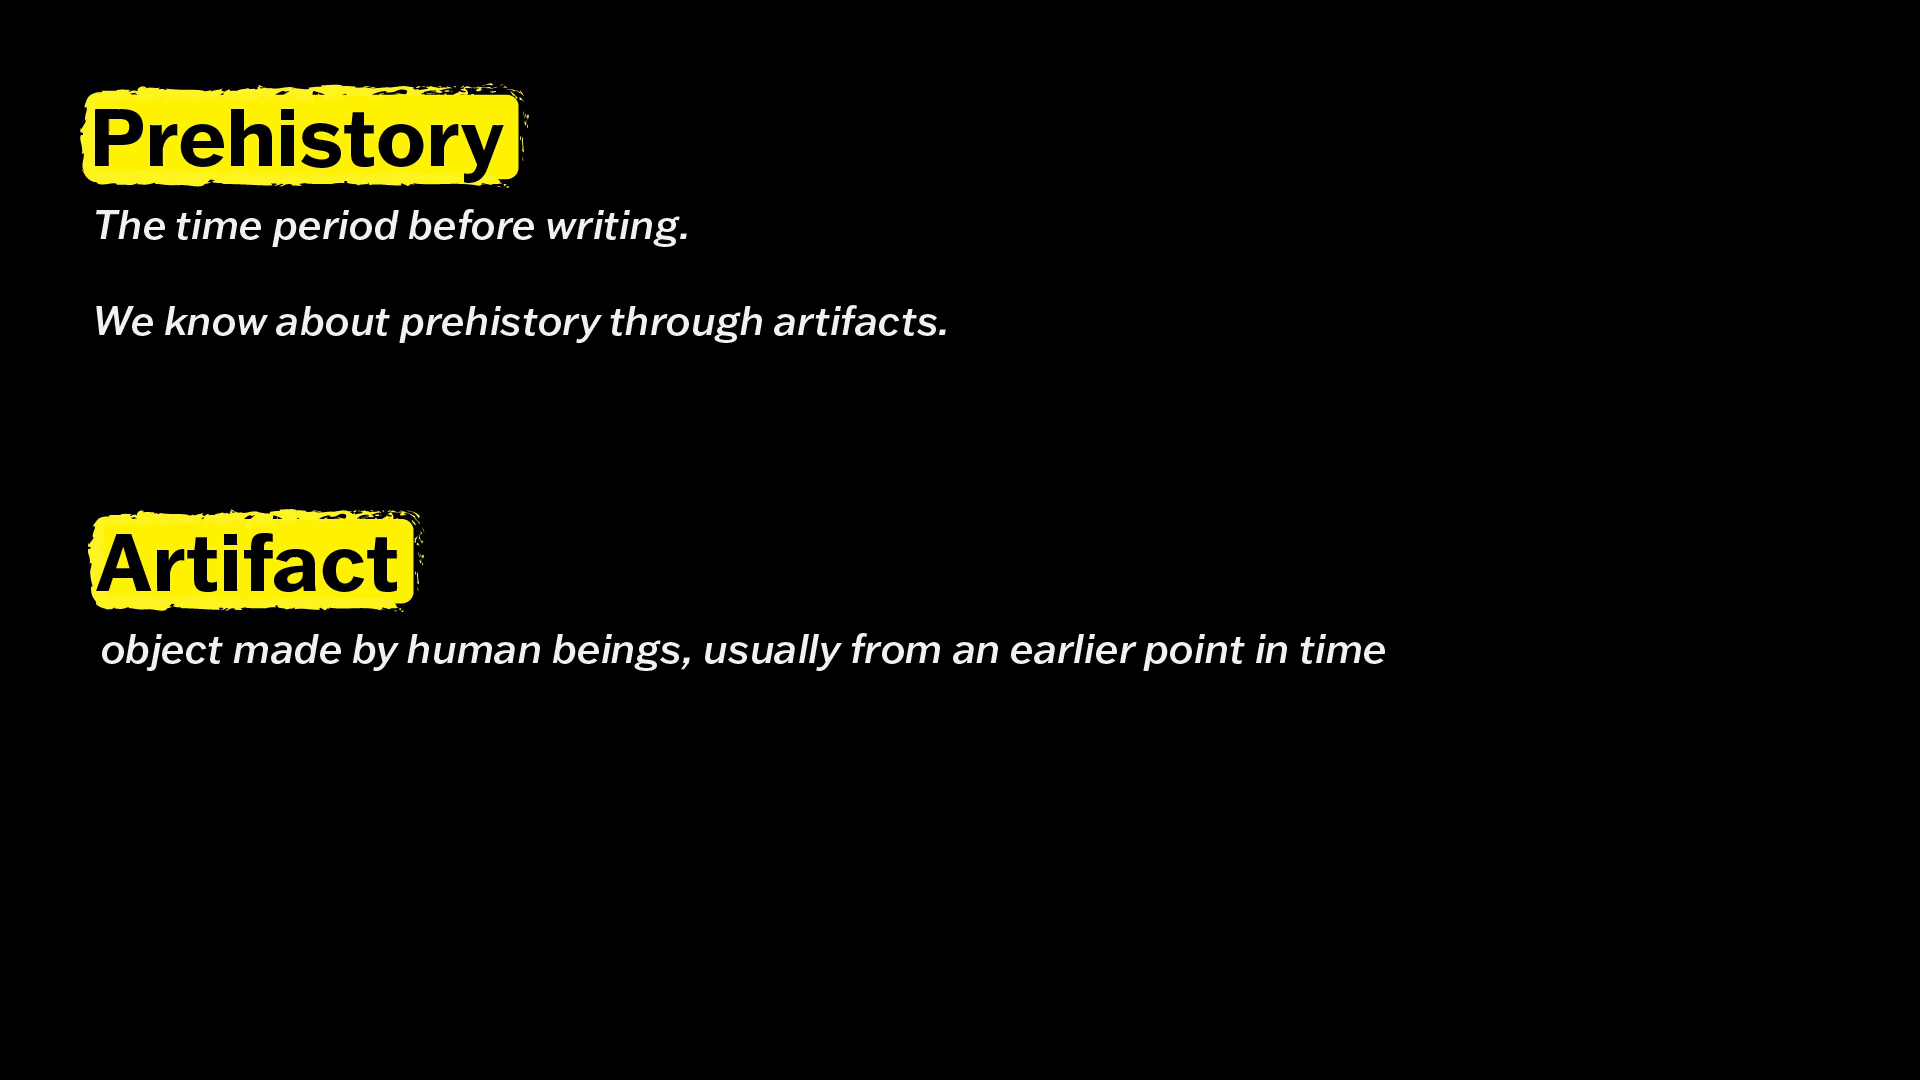 Prehistory
The time period before writing.
We know about prehistory through artifacts.
Artifact
object made by human beings, usually from an earlier point in time